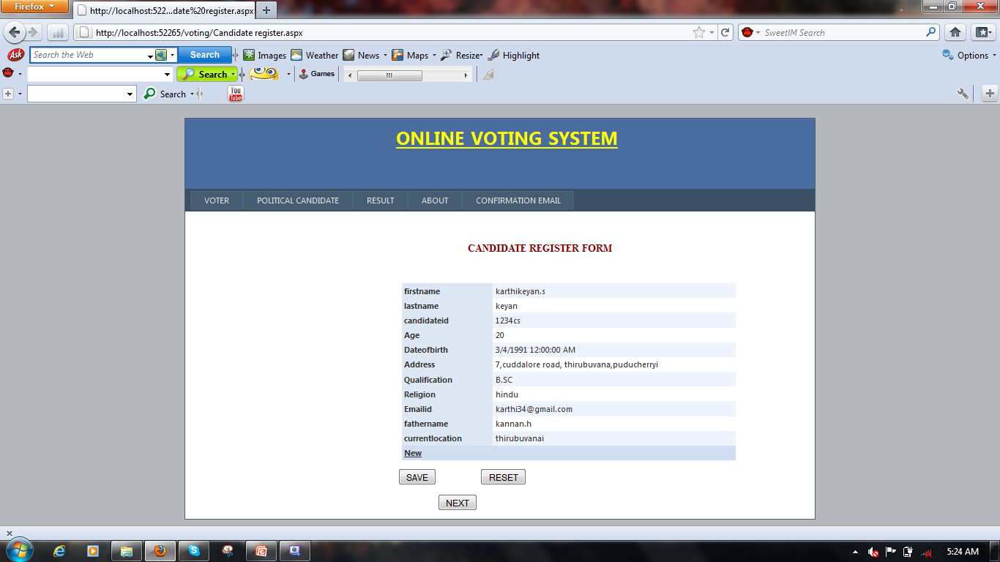 Firefox
http://localhost:522...date%20register.aspx
http://localhost:52265/voting/Candidate register.aspx
SweetIM Search
Ask Search the Web Search Images Weather News Maps Resize Highlight Options
Search Games
Search You Tube
ONLINE VOTING SYSTEM
VOTER POLITICAL CANDIDATE RESULT ABOUT CONFIRMATION EMAIL
CANDIDATE REGISTER FORM
firstname karthikeyan.s
lastname keyan
candidateid 1234cs
Age 20
Dateofbirth 3/4/1991 12:00:00 AM
Address 7,cuddalore road, thirubuvana,puducherryi
Qualification B.SC
Religion hindu
Emailid karthi34@gmail.com
fathername kannan.h
currentlocation thirubuvanai
New
SAVE RESET
NEXT
x
5:24 AM